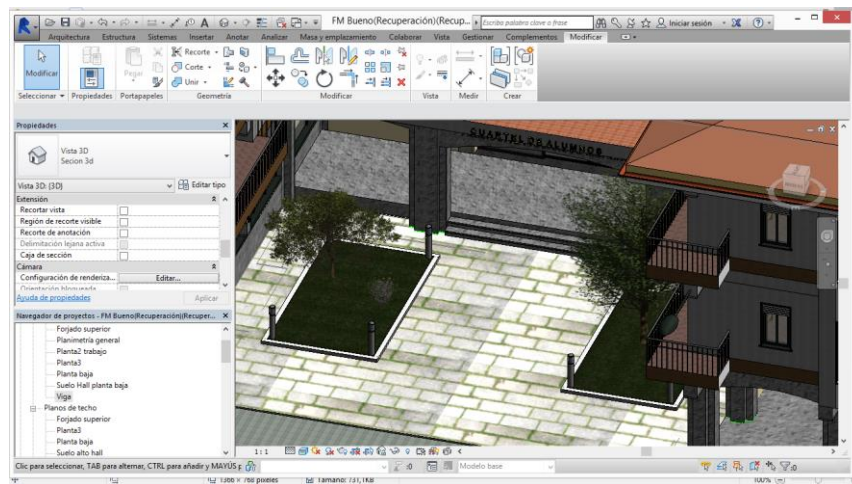 FM Bueno(Recuperación)(Recup...
Escriba palabra clave o frase
Iniciar sesión
Arquitectura Estructura Sistemas Insertar Anotar Analizar Masa y emplazamiento Colaborar Vista Gestionar Complementos Modificar
Recorte
Corte
Unir
Modificar
Pegar
Seleccionar Propiedades Portapapeles Geometría Modificar Vista Medir Crear
Propiedades
Vista 3D
Secion 3d
Vista 3D: {3D}
Editar tipo
Extensión
Recortar vista
Región de recorte visible
Recorte de anotación
Delimitación lejana activa
Caja de sección
Cámara
Configuración de renderiza...
Editar...
Orientación bloqueada
Ayuda de propiedades
Aplicar
Navegador de proyectos - FM Bueno(Recuperación)(Recuper...
Forjado superior
Planimetría general
Planta2 trabajo
Planta3
Planta baja
Suelo Hall planta baja
Viga
Planos de techo
Forjado superior
Planta3
Planta baja
Suelo alto hall
CUARTEL DE ALUMNOS
1:1
Clic para seleccionar, TAB para alternar, CTRL para añadir y MAYÚS p
:0
Modelo base
:0
1366 × 768 píxeles
Tamaño: 731,1KB
100%